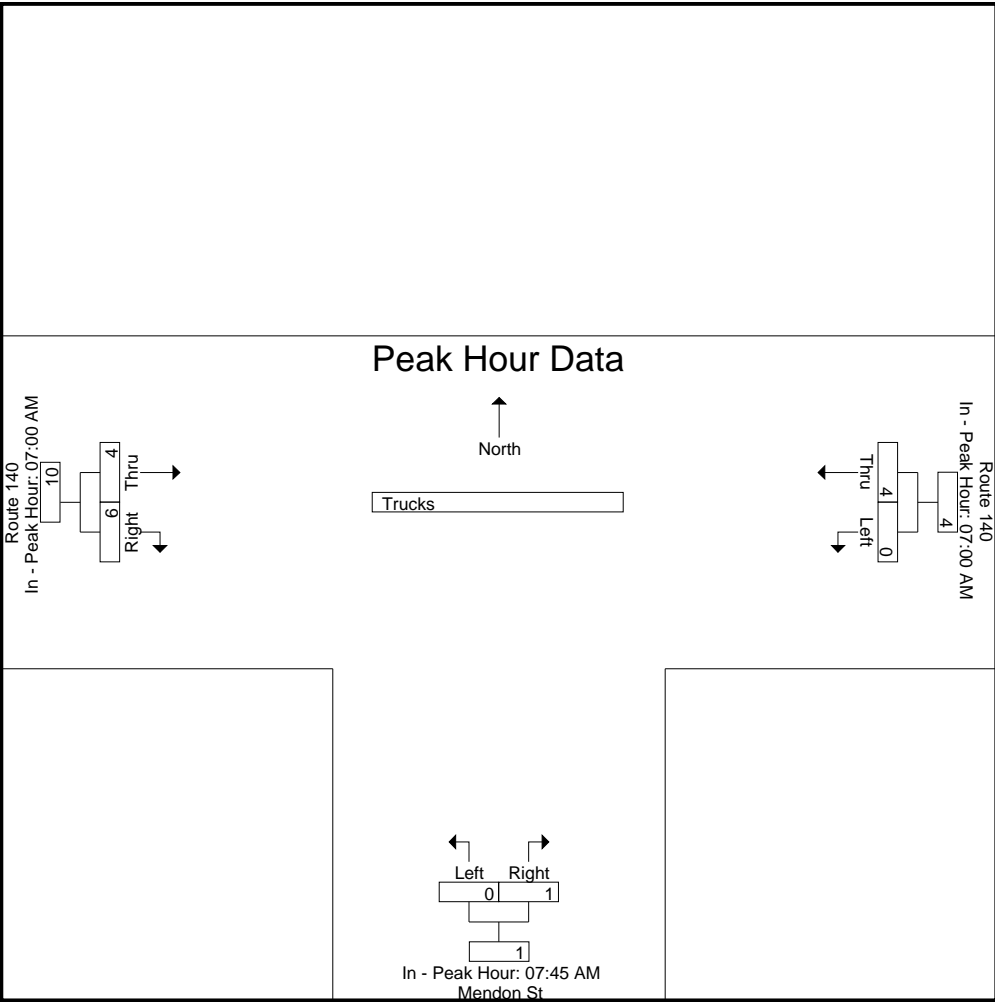 Peak Hour Data
North
Trucks
Route 140
In - Peak Hour: 07:00 AM
10
4
6
Thru
Right
Route 140
In - Peak Hour: 07:00 AM
4
4
0
Thru
Left
Left Right
0 1
1
In - Peak Hour: 07:45 AM
Mendon St